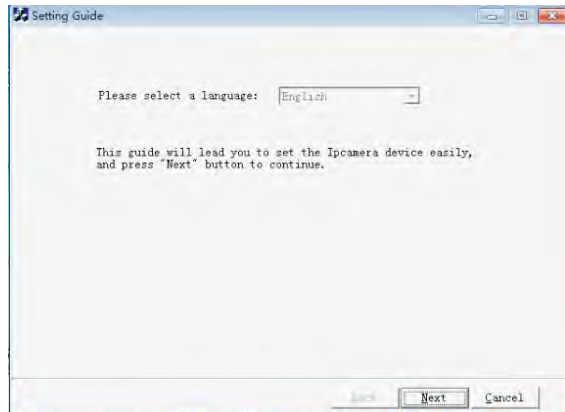 Setting Guide
Please select a language: English
This guide will lead you to set the Ipcamera device easily,
and press "Next" button to continue.
Back Next Cancel